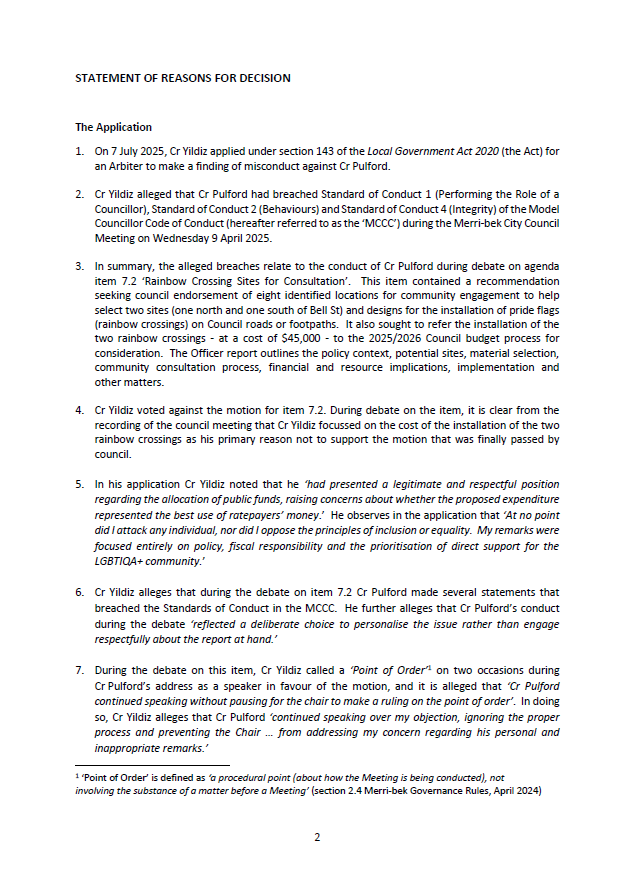 STATEMENT OF REASONS FOR DECISION
The Application
1. On 7 July 2025, Cr Yildiz applied under section 143 of the Local Government Act 2020 (the Act) for
an Arbiter to make a finding of misconduct against Cr Pulford.
2. Cr Yildiz alleged that Cr Pulford had breached Standard of Conduct 1 (Performing the Role of a
Councillor), Standard of Conduct 2 (Behaviours) and Standard of Conduct 4 (Integrity) of the Model
Councillor Code of Conduct (hereafter referred to as the ‘MCCC’) during the Merri-bek City Council
Meeting on Wednesday 9 April 2025.
3. In summary, the alleged breaches relate to the conduct of Cr Pulford during debate on agenda
item 7.2 ‘Rainbow Crossing Sites for Consultation’. This item contained a recommendation
seeking council endorsement of eight identified locations for community engagement to help
select two sites (one north and one south of Bell St) and designs for the installation of pride flags
(rainbow crossings) on Council roads or footpaths. It also sought to refer the installation of the
two rainbow crossings - at a cost of $45,000 - to the 2025/2026 Council budget process for
consideration. The Officer report outlines the policy context, potential sites, material selection,
community consultation process, financial and resource implications, implementation and
other matters.
4. Cr Yildiz voted against the motion for item 7.2. During debate on the item, it is clear from the
recording of the council meeting that Cr Yildiz focussed on the cost of the installation of the two
rainbow crossings as his primary reason not to support the motion that was finally passed by
council.
5. In his application Cr Yildiz noted that he ‘had presented a legitimate and respectful position
regarding the allocation of public funds, raising concerns about whether the proposed expenditure
represented the best use of ratepayers’ money.’ He observes in the application that ‘At no point
did I attack any individual, nor did I oppose the principles of inclusion or equality. My remarks were
focused entirely on policy, fiscal responsibility and the prioritisation of direct support for the
LGBTIQA+ community.’
6. Cr Yildiz alleges that during the debate on item 7.2 Cr Pulford made several statements that
breached the Standards of Conduct in the MCCC. He further alleges that Cr Pulford’s conduct
during the debate ‘reflected a deliberate choice to personalise the issue rather than engage
respectfully about the report at hand.’
7. During the debate on this item, Cr Yildiz called a ‘Point of Order’¹ on two occasions during
Cr Pulford’s address as a speaker in favour of the motion, and it is alleged that ‘Cr Pulford
continued speaking without pausing for the chair to make a ruling on the point of order’. In doing
so, Cr Yildiz alleges that Cr Pulford ‘continued speaking over my objection, ignoring the proper
process and preventing the Chair … from addressing my concern regarding his personal and
inappropriate remarks.’
¹ ‘Point of Order’ is defined as ‘a procedural point (about how the Meeting is being conducted), not
involving the substance of a matter before a Meeting’ (section 2.4 Merri-bek Governance Rules, April 2024)
2